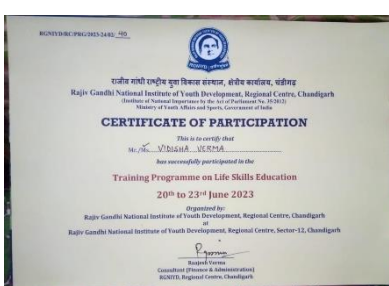 RGNIYD/RC/PRG/2023-24/02/
राजीव गांधी राष्ट्रीय युवा विकास संस्थान, क्षेत्रीय कार्यालय, चंडीगढ़
Rajiv Gandhi National Institute of Youth Development, Regional Centre, Chandigarh
(Institute of National Importance by the Act of Parliament No. 35/2012)
Ministry of Youth Affairs and Sports, Government of India
CERTIFICATE OF PARTICIPATION
This is to certify that
Mr./Ms. VIDISHA VERMA
has successfully participated in the
Training Programme on Life Skills Education
20th to 23rd June 2023
Organized by:
Rajiv Gandhi National Institute of Youth Development, Regional Centre, Chandigarh
at
Rajiv Gandhi National Institute of Youth Development, Regional Centre, Sector-12, Chandigarh
Raajesh Verma
Consultant (Finance & Administration)
RGNIYD, Regional Centre, Chandigarh